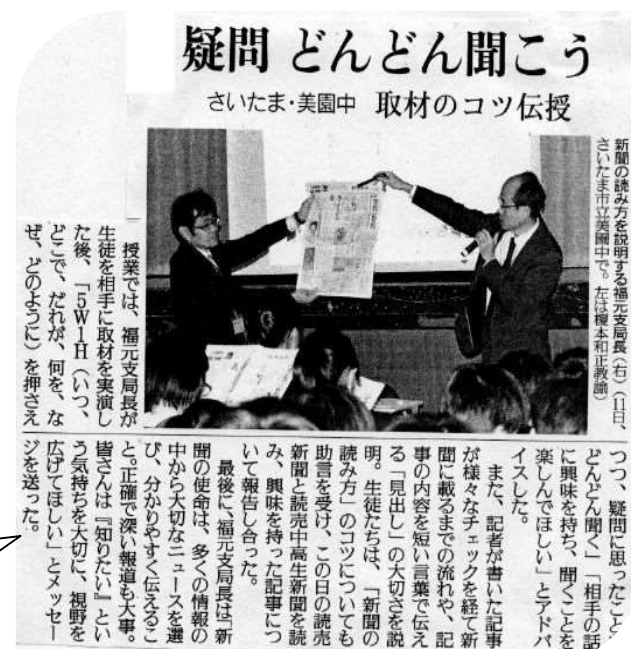 疑問 どんどん聞こう
さいたま・美園中 取材のコツ伝授
新聞の読み方を説明する福元支局長（右）（11日、
さいたま市立美園中で。左は榎本和正教諭）
授業では、福元支局長が
生徒を相手に取材を実演し
た後、「5W1H（いつ、
どこで、だれが、何を、な
ぜ、どのように）を押さえ
つつ、疑問に思ったことを
どんどん聞く」「相手の話
に興味を持ち、聞くことを
楽しんでほしい」とアドバ
イスした。
また、記者が書いた記事
が様々なチェックを経て新
聞に載るまでの流れや、記
事の内容を短い言葉で伝え
る「見出し」の大切さを説
明。生徒たちは、「新聞の
読み方」のコツについても
助言を受け、この日の読売
新聞と読売中高生新聞を読
み、興味を持った記事につ
いて報告し合った。
最後に、福元支局長は「新
聞の使命は、多くの情報の
中から大切なニュースを選
び、分かりやすく伝えるこ
と。正確で深い報道も大事。
皆さんは『知りたい』とい
う気持ちを大切に、視野を
広げてほしい」とメッセー
ジを送った。